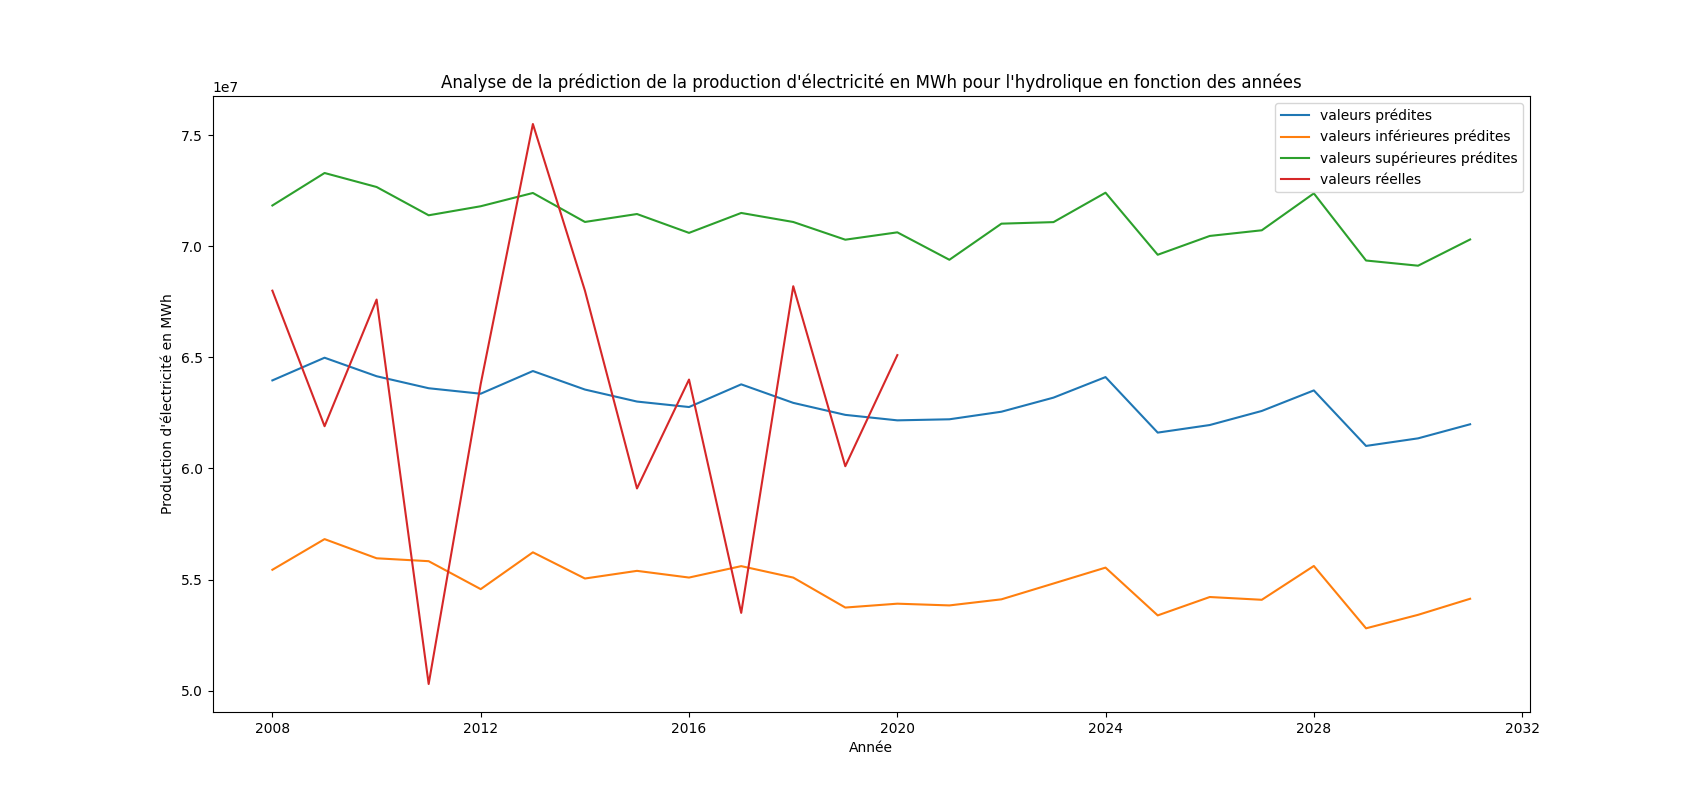 Analyse de la prédiction de la production d'électricité en MWh pour l'hydrolique en fonction des années
1e7
valeurs prédites
valeurs inférieures prédites
valeurs supérieures prédites
valeurs réelles
7.5
7.0
6.5
6.0
5.5
5.0
Production d'électricité en MWh
2008 2012 2016 2020 2024 2028 2032
Année